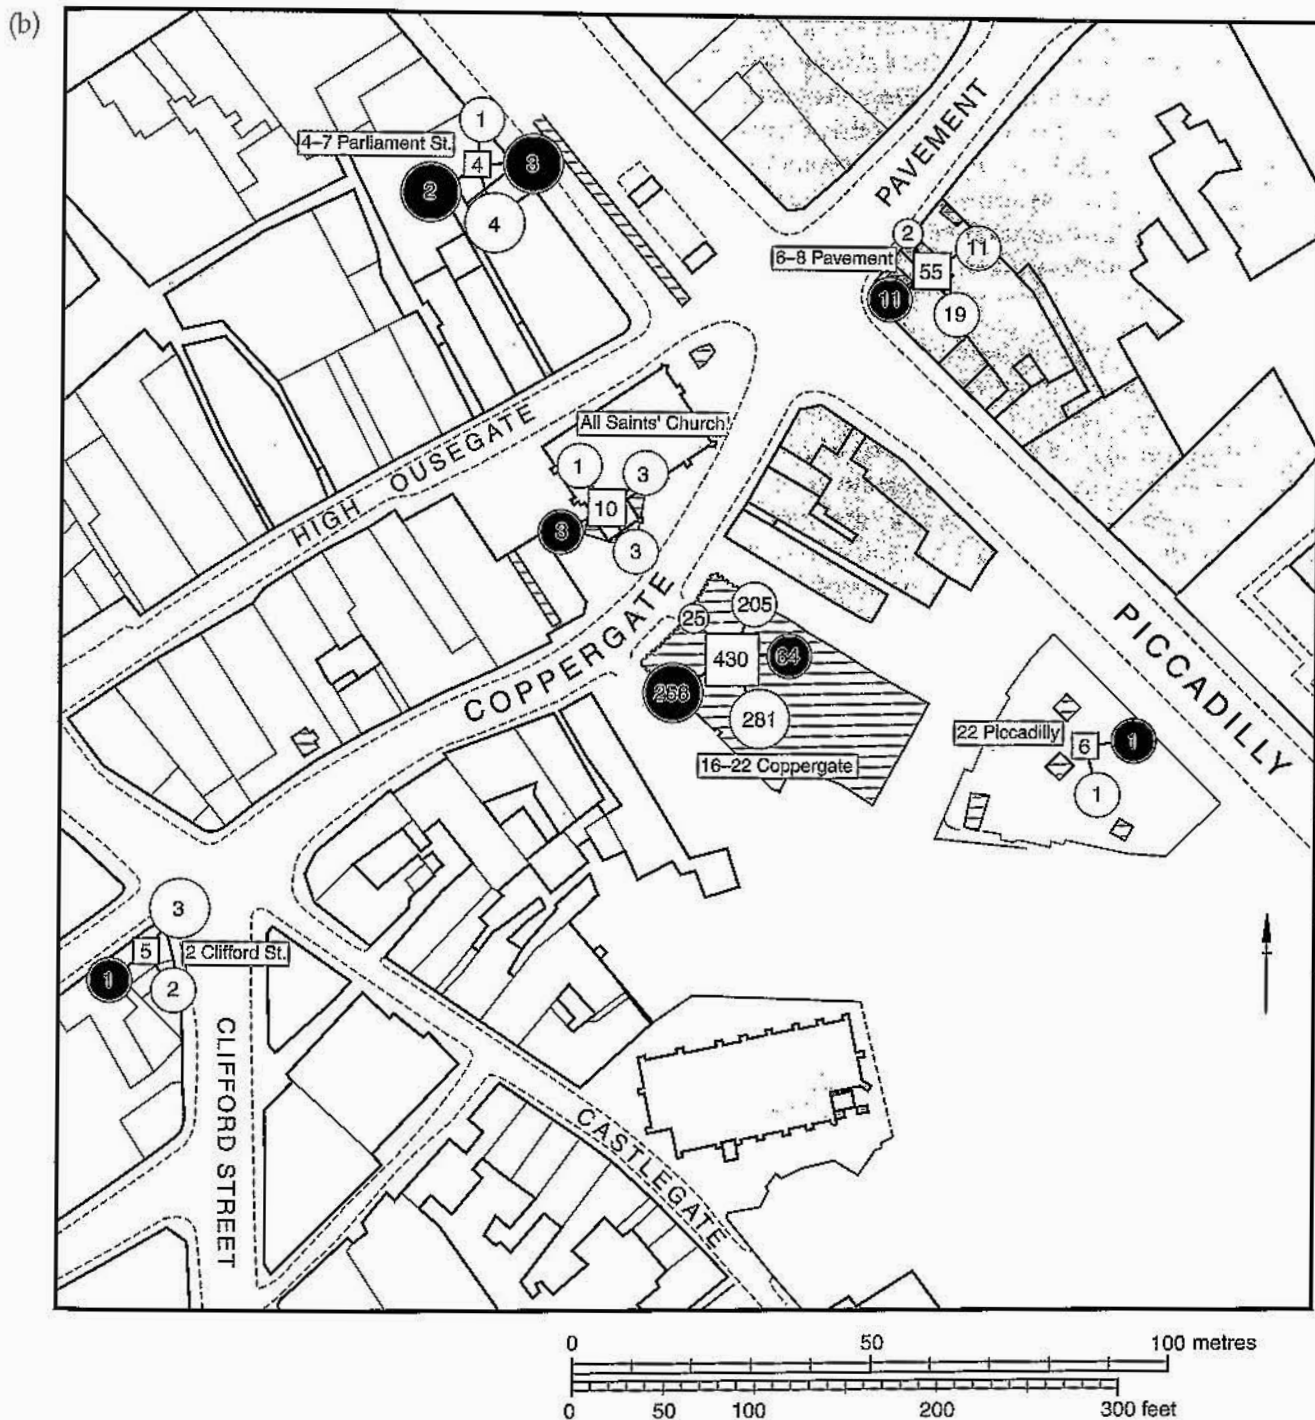 (b)
1
4–7 Parliament St.
4
3
2
4
PAVEMENT
2
11
6–8 Pavement
55
11
19
All Saints' Church
HIGH OUSEGATE
1
3
10
3
3
COPPERGATE
205
25
430
64
258
281
16–22 Coppergate
PICCADILLY
22 Piccadilly
6
1
1
3
5
2 Clifford St.
1
2
CLIFFORD STREET
CASTLEGATE
0 50 100 metres
0 50 100 200 300 feet